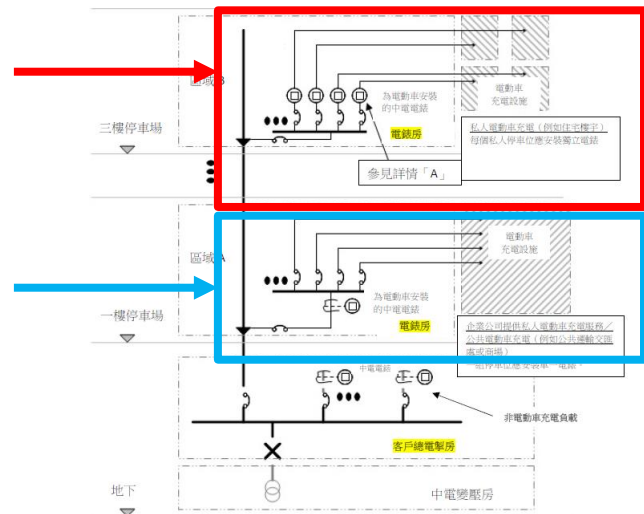 區域 B
為電動車安裝
的中電電錶
電錶房
電動車
充電設施
三樓停車場
私人電動車充電（例如住宅樓宇）
每個私人停車位應安裝獨立電錶
參見詳情「A」
區域 A
電動車
充電設施
為電動車安裝
的中電電錶
電錶房
一樓停車場
企業公司提供私人電動車充電服務／
公共電動車充電（例如公共運輸交匯
處或商場）
一組停車位應安裝單一電錶。
中電電錶
非電動車充電負載
客戶總電掣房
地下
中電變壓房